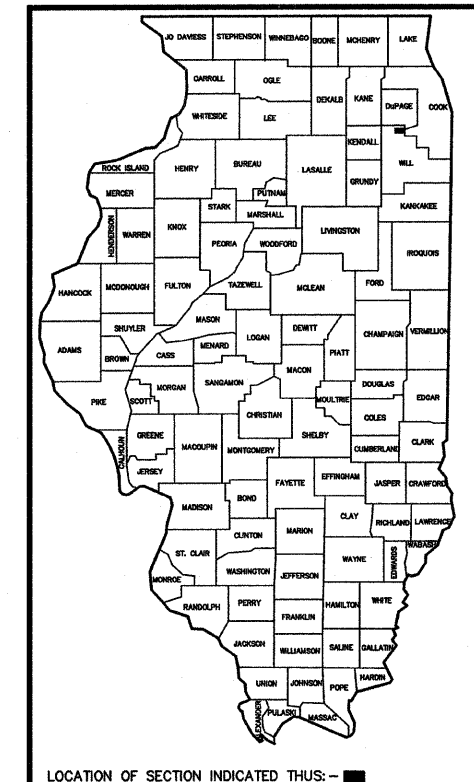 JO DAVIESS STEPHENSON WINNEBAGO BOONE MCHENRY LAKE
CARROLL OGLE DEKALB KANE DuPAGE COOK
WHITESIDE LEE
KENDALL WILL
ROCK ISLAND HENRY BUREAU LASALLE GRUNDY
MERCER PUTNAM KANKAKEE
STARK MARSHALL
HENDERSON WARREN KNOX PEORIA WOODFORD LIVINGSTON IROQUOIS
HANCOCK MCDONOUGH FULTON TAZEWELL MCLEAN FORD
MASON
ADAMS SHUYLER LOGAN DEWITT CHAMPAIGN VERMILLION
BROWN CASS MENARD PIATT
MACON
PIKE SCOTT MORGAN SANGAMON MOULTRIE DOUGLAS EDGAR
CHRISTIAN COLES
CALHOUN GREENE MACOUPIN SHELBY CUMBERLAND CLARK
JERSEY MONTGOMERY
FAYETTE EFFINGHAM JASPER CRAWFORD
MADISON BOND CLAY
CLINTON MARION RICHLAND LAWRENCE
ST. CLAIR WAYNE EDWARDS WABASH
MONROE WASHINGTON JEFFERSON
RANDOLPH PERRY HAMILTON WHITE
FRANKLIN
JACKSON WILLIAMSON SALINE GALLATIN
UNION JOHNSON POPE HARDIN
ALEXANDER PULASKI MASSAC
LOCATION OF SECTION INDICATED THUS: -